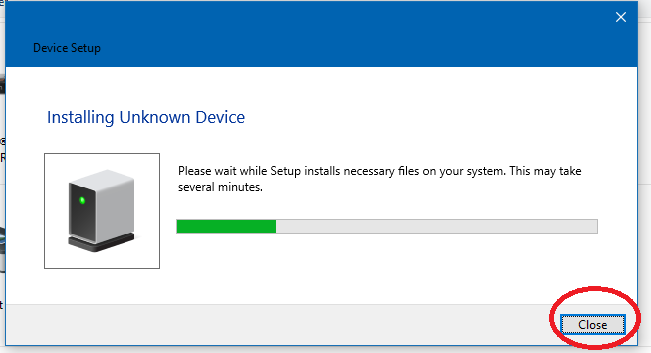 Device Setup
Installing Unknown Device
Please wait while Setup installs necessary files on your system. This may take
several minutes.
Close